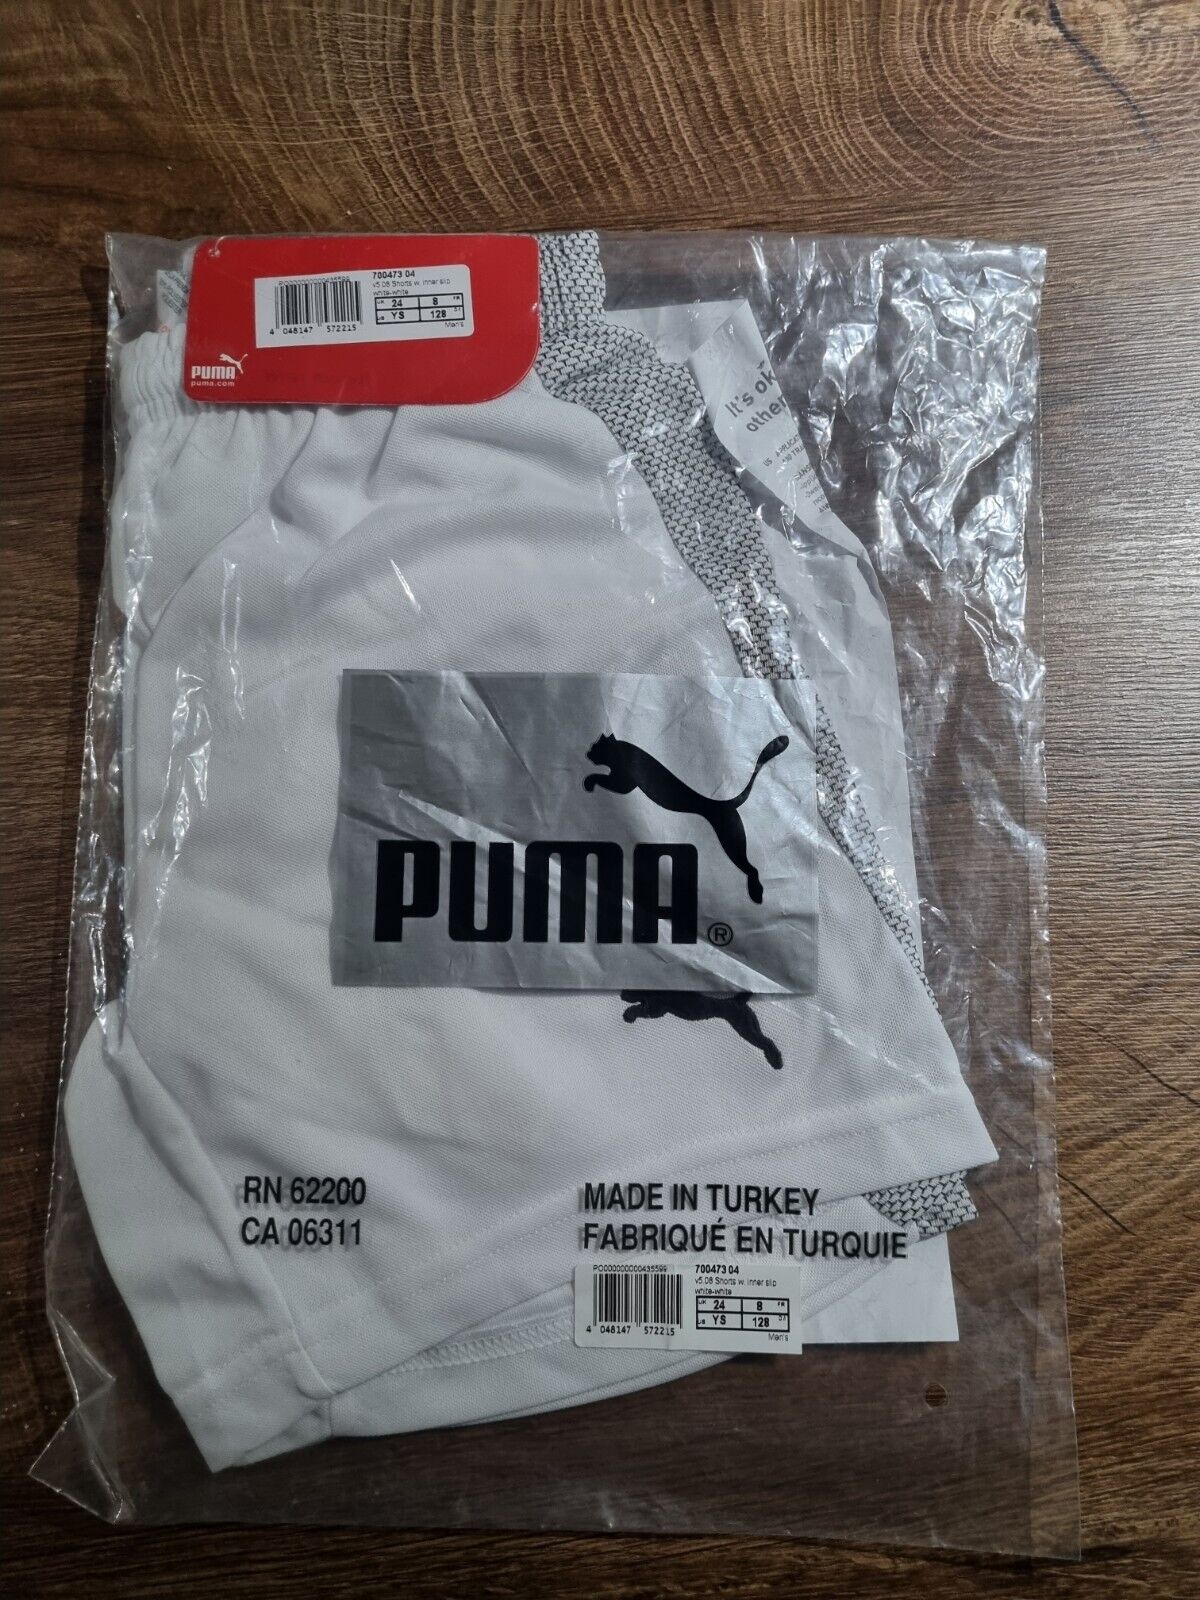 PO000000000435599
4 048147 572215
700473 04
v5.08 Shorts w. inner slip
white-white
UK 24 8 FR
US YS 128 D?
Men's
PUMA
puma.com
It's ok
other
US
PUMA®
RN 62200
CA 06311
MADE IN TURKEY
FABRIQUÉ EN TURQUIE
PO000000000435599
4 048147 572215
700473 04
v5.08 Shorts w. inner slip
white-white
UK 24 8 FR
US YS 128
Men's